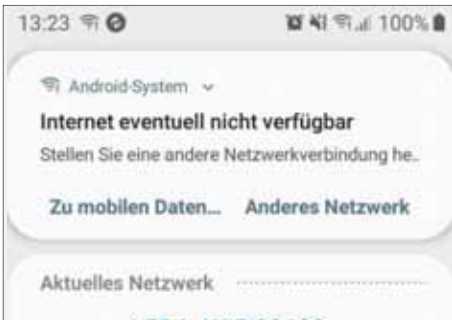 13:23 100%
Android-System
Internet eventuell nicht verfügbar
Stellen Sie eine andere Netzwerkverbindung he..
Zu mobilen Daten... Anderes Netzwerk
Aktuelles Netzwerk